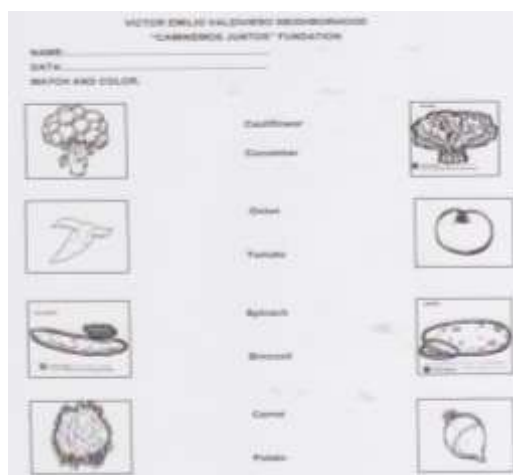 VICTOR EMILIO VALDIVIESO NEIGHBORHOOD
"CAMINEMOS JUNTOS" FUNDATION
NAME:
DATA:
MATCH AND COLOR.
Cauliflower
Cucumber
Onion
Tomato
Spinach
Broccoli
Carrot
Potato